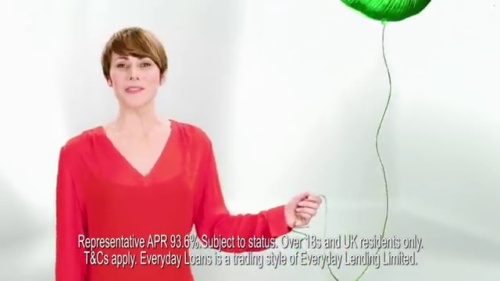 Representative APR 93.6% Subject to status. Over 18s and UK residents only.
T&Cs apply. Everyday Loans is a trading style of Everyday Lending Limited.